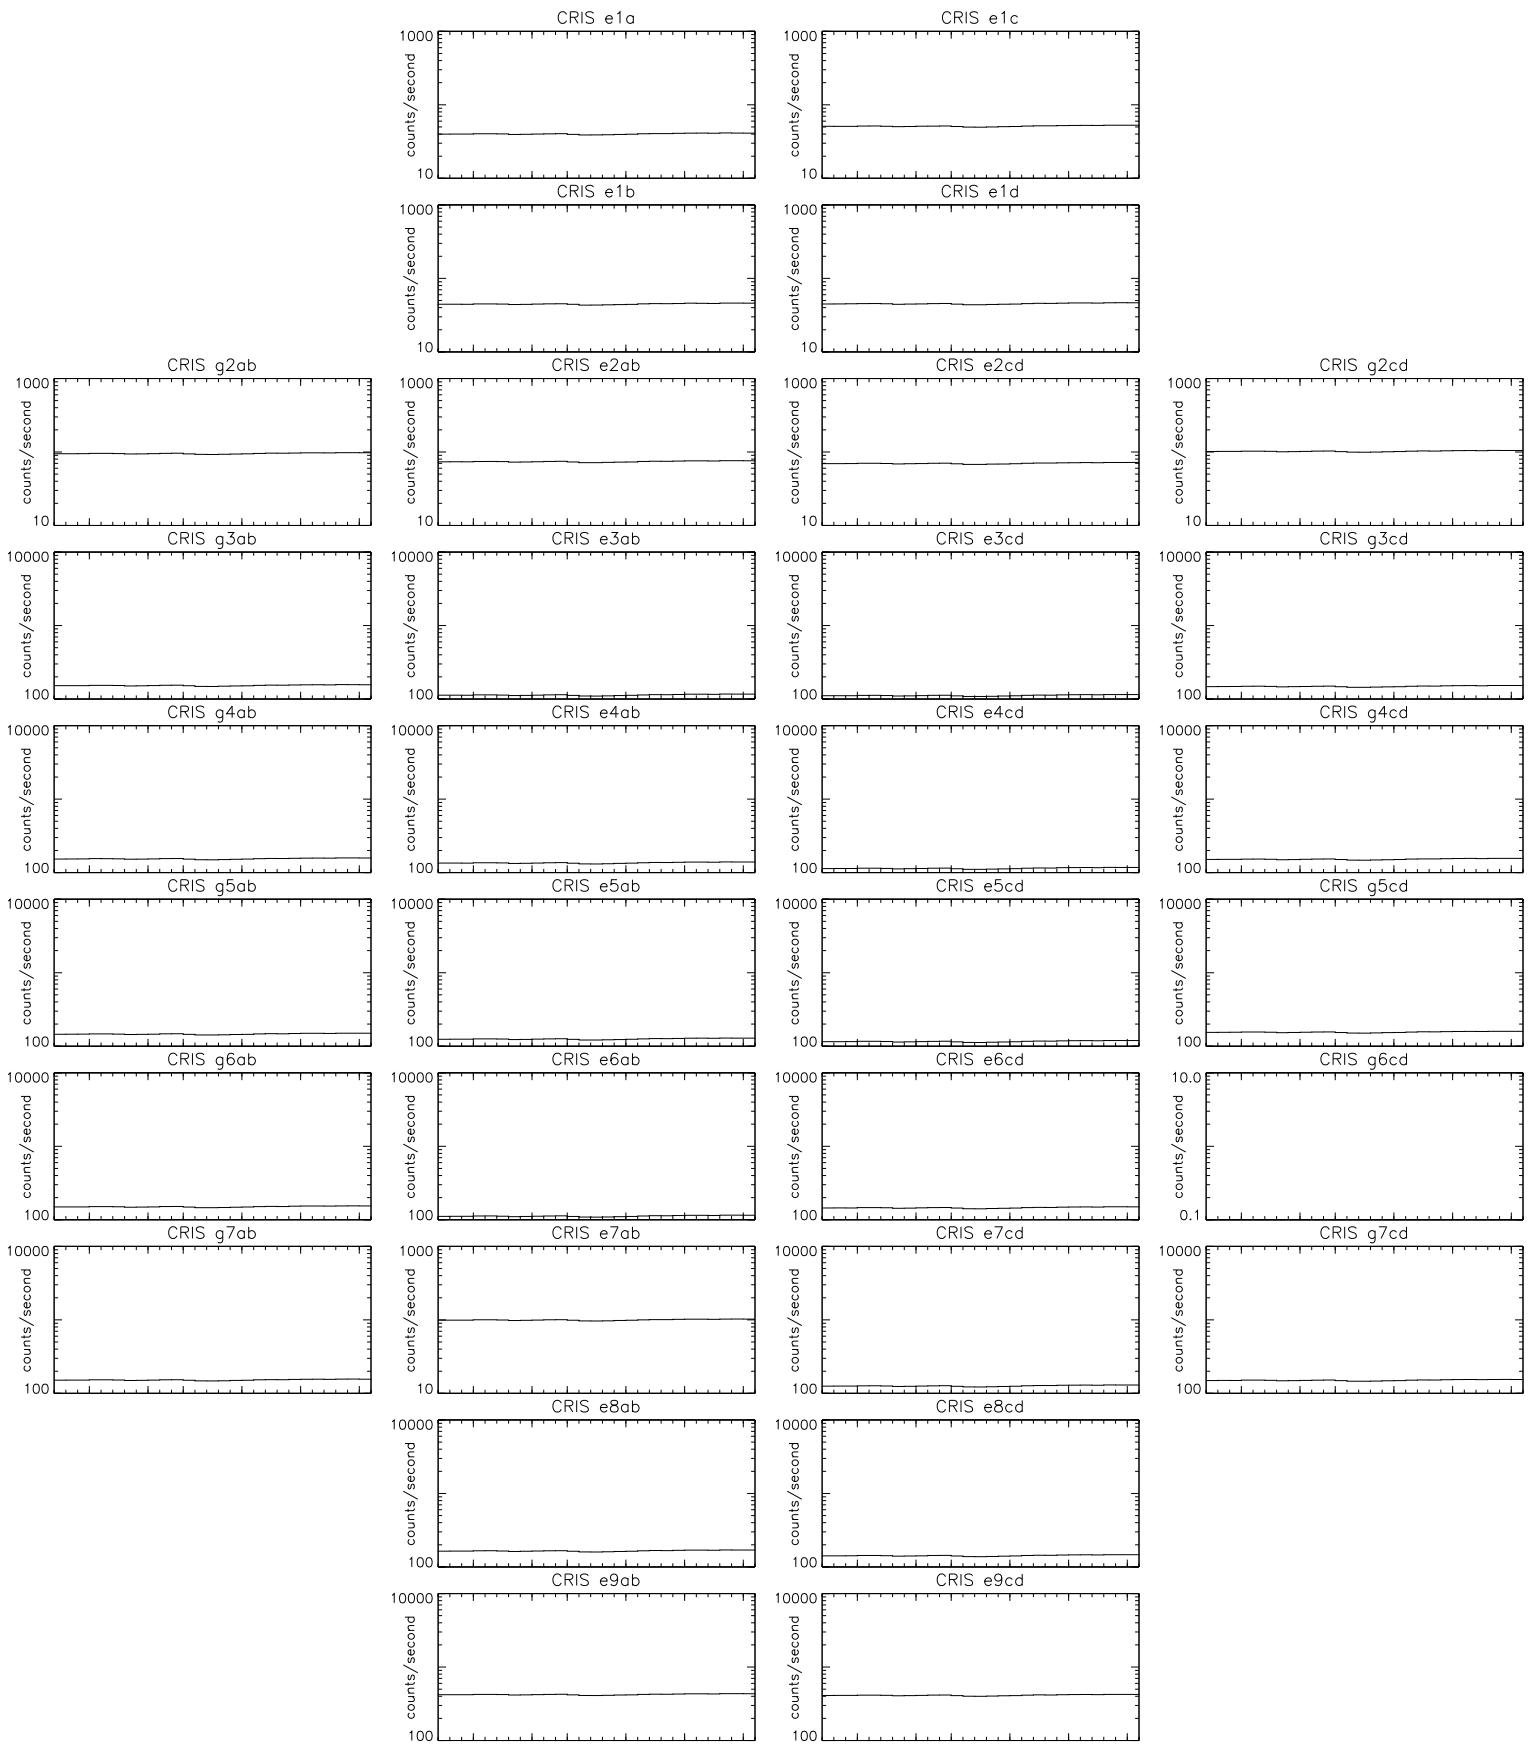 CRIS e1a
CRIS e1c
1000
counts/second
10
1000
counts/second
10
CRIS e1b
CRIS e1d
1000
counts/second
10
1000
counts/second
10
CRIS g2ab
CRIS e2ab
CRIS e2cd
CRIS g2cd
1000
counts/second
10
1000
counts/second
10
1000
counts/second
10
1000
counts/second
10
CRIS g3ab
CRIS e3ab
CRIS e3cd
CRIS g3cd
10000
counts/second
100
10000
counts/second
100
10000
counts/second
100
10000
counts/second
100
CRIS g4ab
CRIS e4ab
CRIS e4cd
CRIS g4cd
10000
counts/second
100
10000
counts/second
100
10000
counts/second
100
10000
counts/second
100
CRIS g5ab
CRIS e5ab
CRIS e5cd
CRIS g5cd
10000
counts/second
100
10000
counts/second
100
10000
counts/second
100
10000
counts/second
100
CRIS g6ab
CRIS e6ab
CRIS e6cd
CRIS g6cd
10000
counts/second
100
10000
counts/second
100
10000
counts/second
100
10.0
counts/second
0.1
CRIS g7ab
CRIS e7ab
CRIS e7cd
CRIS g7cd
10000
counts/second
100
1000
counts/second
10
10000
counts/second
100
10000
counts/second
100
CRIS e8ab
CRIS e8cd
10000
counts/second
100
10000
counts/second
100
CRIS e9ab
CRIS e9cd
10000
counts/second
100
10000
counts/second
100